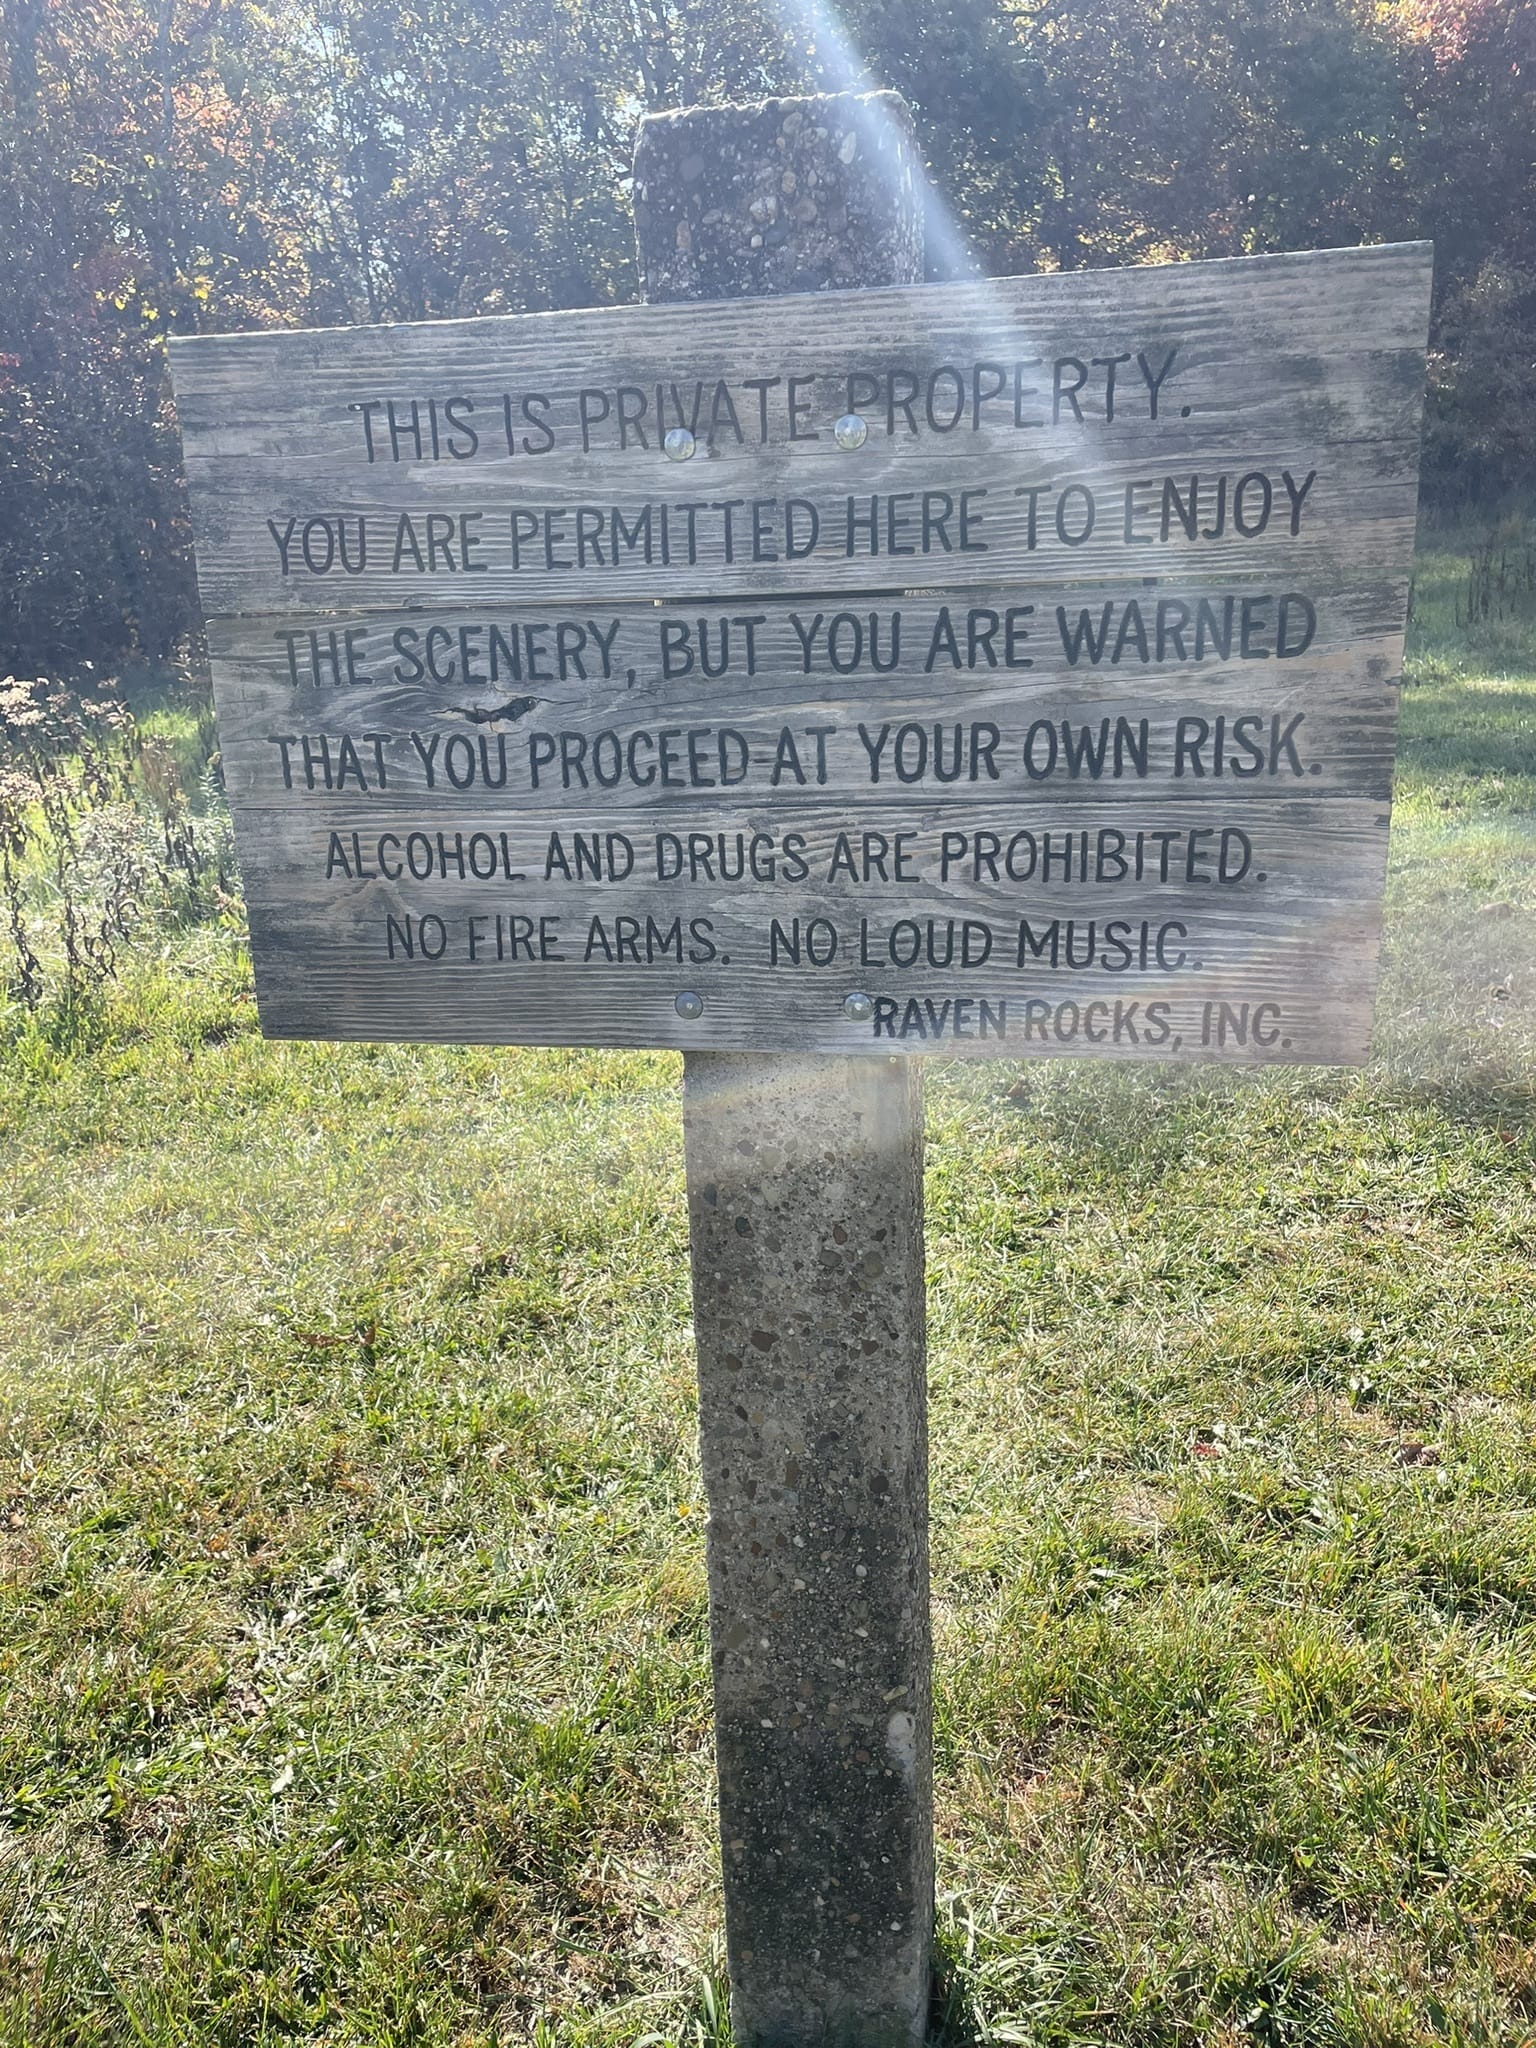 THIS IS PRIVATE PROPERTY.
YOU ARE PERMITTED HERE TO ENJOY
THE SCENERY, BUT YOU ARE WARNED
THAT YOU PROCEED AT YOUR OWN RISK.
ALCOHOL AND DRUGS ARE PROHIBITED.
NO FIRE ARMS. NO LOUD MUSIC.
RAVEN ROCKS, INC.